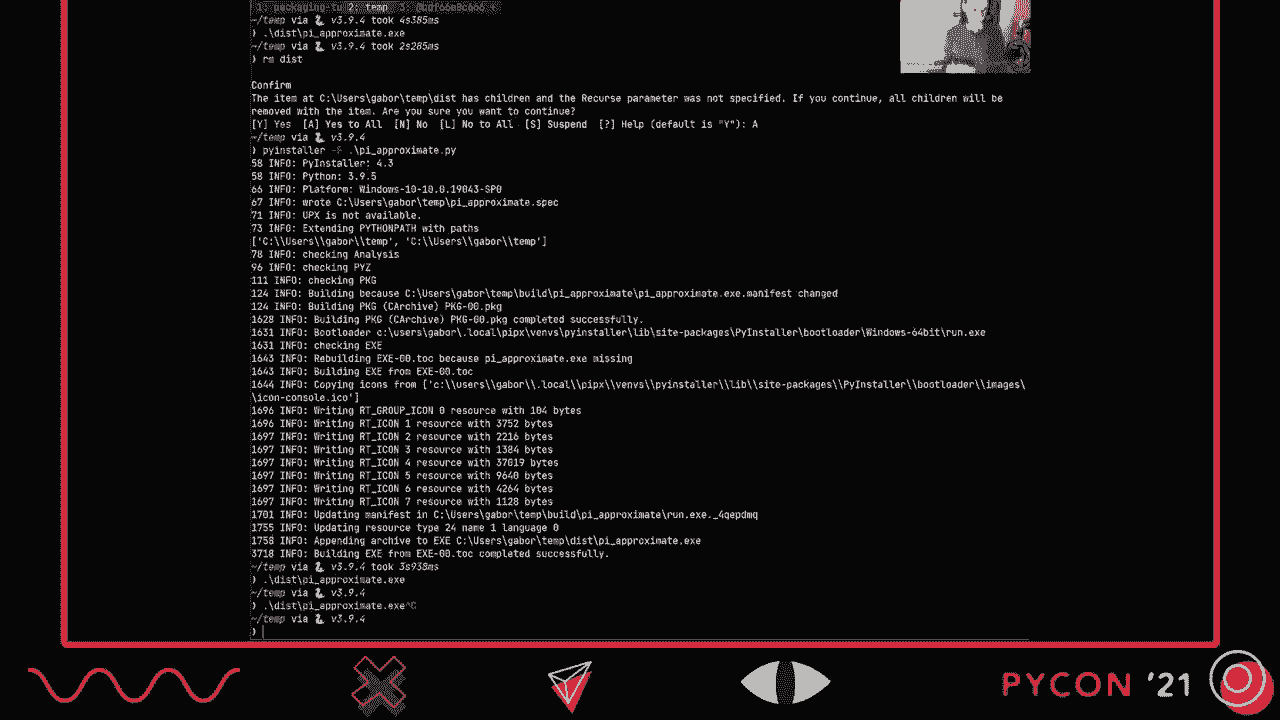 1: packaging-tu 2: temp 3:
~/temp via v3.9.4 took 4s385ms
❯ .\dist\pi_approximate.exe
~/temp via v3.9.4 took 2s285ms
❯ rm dist
Confirm
The item at C:\Users\gabor\temp\dist has children and the Recurse parameter was not specified. If you continue, all children will be
removed with the item. Are you sure you want to continue?
[Y] Yes [A] Yes to All [N] No [L] No to All [S] Suspend [?] Help (default is "Y"): A
~/temp via v3.9.4
❯ pyinstaller -F .\pi_approximate.py
58 INFO: PyInstaller: 4.3
58 INFO: Python: 3.9.5
66 INFO: Platform: Windows-10-10.0.19043-SP0
67 INFO: wrote C:\Users\gabor\temp\pi_approximate.spec
71 INFO: UPX is not available.
73 INFO: Extending PYTHONPATH with paths
['C:\\Users\\gabor\\temp', 'C:\\Users\\gabor\\temp']
78 INFO: checking Analysis
96 INFO: checking PYZ
111 INFO: checking PKG
124 INFO: Building because C:\Users\gabor\temp\build\pi_approximate\pi_approximate.exe.manifest changed
124 INFO: Building PKG (CArchive) PKG-00.pkg
1628 INFO: Building PKG (CArchive) PKG-00.pkg completed successfully.
1631 INFO: Bootloader c:\users\gabor\.local\pipx\venvs\pyinstaller\lib\site-packages\PyInstaller\bootloader\Windows-64bit\run.exe
1631 INFO: checking EXE
1643 INFO: Rebuilding EXE-00.toc because pi_approximate.exe missing
1643 INFO: Building EXE from EXE-00.toc
1644 INFO: Copying icons from ['c:\\users\\gabor\\.local\\pipx\\venvs\\pyinstaller\\lib\\site-packages\\PyInstaller\\bootloader\\images\
\icon-console.ico']
1696 INFO: Writing RT_GROUP_ICON 0 resource with 104 bytes
1696 INFO: Writing RT_ICON 1 resource with 3752 bytes
1697 INFO: Writing RT_ICON 2 resource with 2216 bytes
1697 INFO: Writing RT_ICON 3 resource with 1384 bytes
1697 INFO: Writing RT_ICON 4 resource with 37019 bytes
1697 INFO: Writing RT_ICON 5 resource with 9640 bytes
1697 INFO: Writing RT_ICON 6 resource with 4264 bytes
1697 INFO: Writing RT_ICON 7 resource with 1128 bytes
1701 INFO: Updating manifest in C:\Users\gabor\temp\build\pi_approximate\run.exe._4qepdmq
1755 INFO: Updating resource type 24 name 1 language 0
1758 INFO: Appending archive to EXE C:\Users\gabor\temp\dist\pi_approximate.exe
3718 INFO: Building EXE from EXE-00.toc completed successfully.
~/temp via v3.9.4 took 3s938ms
❯ .\dist\pi_approximate.exe
~/temp via v3.9.4
❯ .\dist\pi_approximate.exe^C
~/temp via v3.9.4
❯
PYCON '21